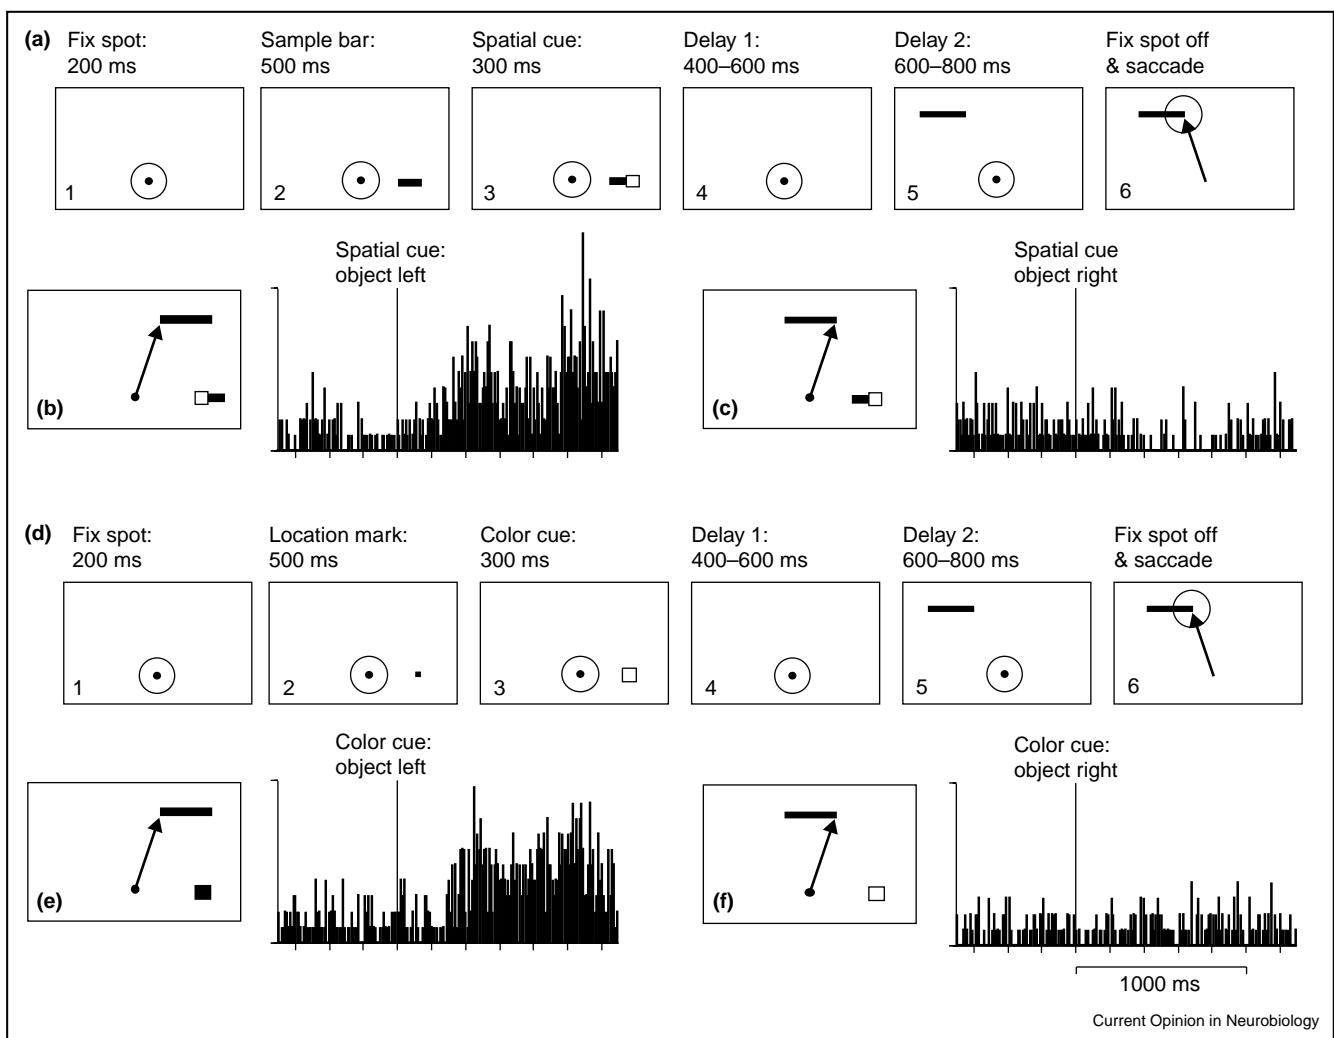 (a) Fix spot: Sample bar: Spatial cue: Delay 1: Delay 2: Fix spot off
200 ms 500 ms 300 ms 400–600 ms 600–800 ms & saccade
1 2 3 4 5 6
Spatial cue: Spatial cue
object left object right
(b) (c)
(d) Fix spot: Location mark: Color cue: Delay 1: Delay 2: Fix spot off
200 ms 500 ms 300 ms 400–600 ms 600–800 ms & saccade
1 2 3 4 5 6
Color cue: Color cue:
object left object right
(e) (f)
1000 ms
Current Opinion in Neurobiology